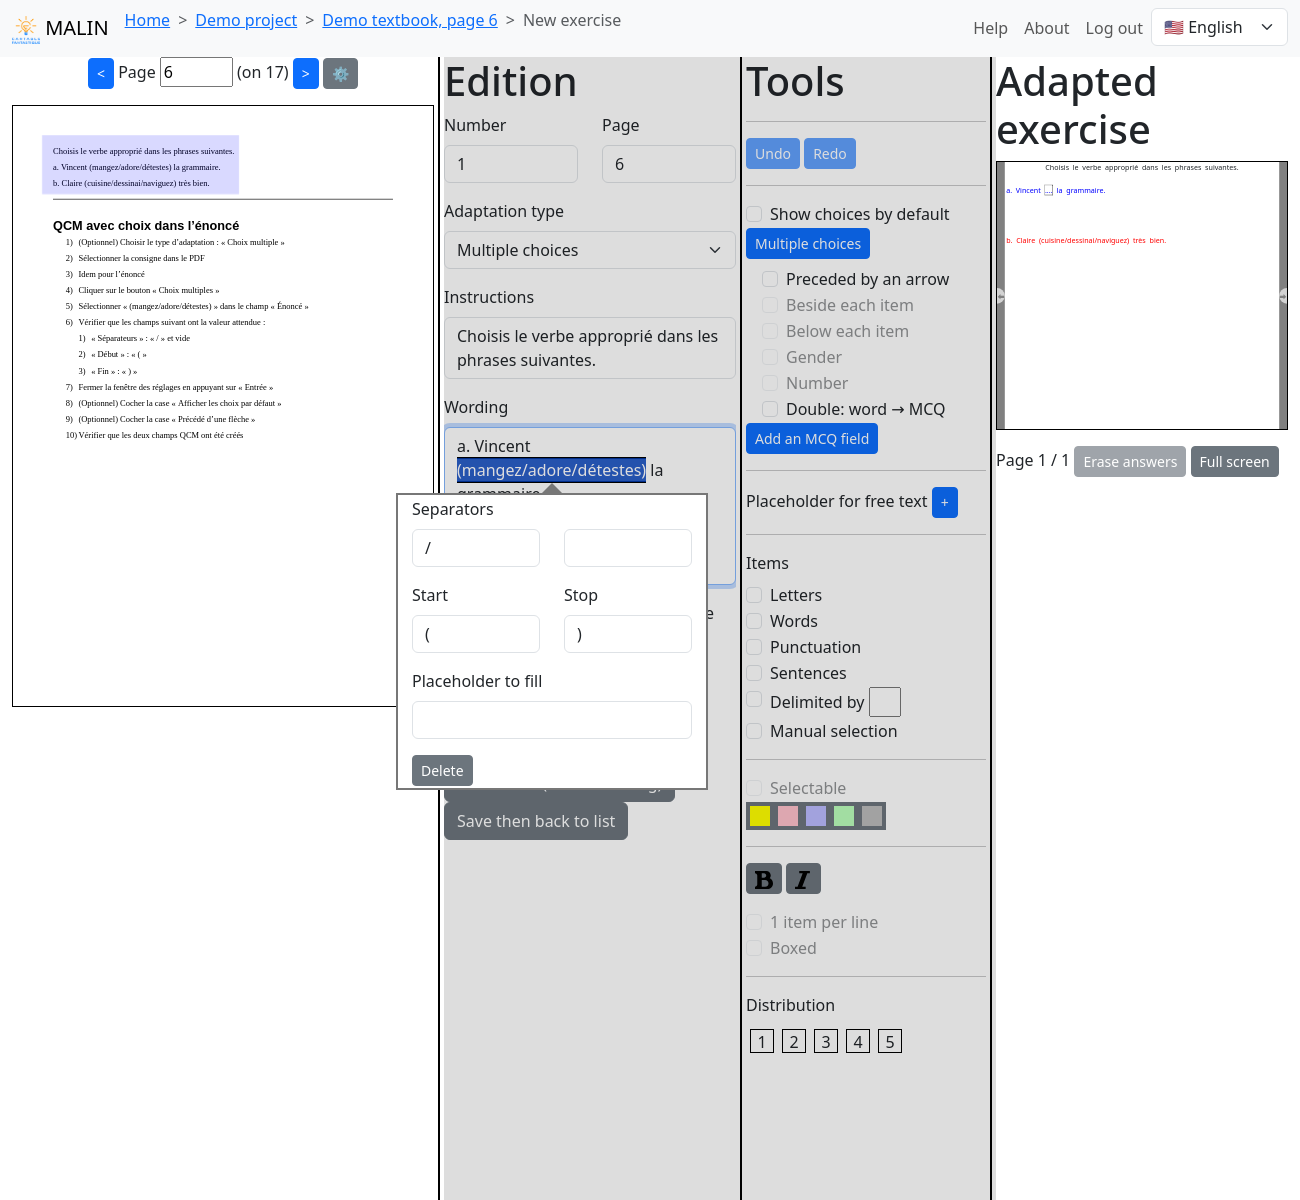 MALIN
Home > Demo project > Demo textbook, page 6 > New exercise
Help About Log out 🇺🇸 English
< Page 6 (on 17) > ⚙️
Choisis le verbe approprié dans les phrases suivantes.
a. Vincent (mangez/adore/détestes) la grammaire.
b. Claire (cuisine/dessinai/naviguez) très bien.
QCM avec choix dans l’énoncé
1) (Optionnel) Choisir le type d’adaptation : « Choix multiple »
2) Sélectionner la consigne dans le PDF
3) Idem pour l’énoncé
4) Cliquer sur le bouton « Choix multiples »
5) Sélectionner « (mangez/adore/détestes) » dans le champ « Énoncé »
6) Vérifier que les champs suivant ont la valeur attendue :
1) « Séparateurs » : « / » et vide
2) « Début » : « ( »
3) « Fin » : « ) »
7) Fermer la fenêtre des réglages en appuyant sur « Entrée »
8) (Optionnel) Cocher la case « Afficher les choix par défaut »
9) (Optionnel) Cocher la case « Précédé d’une flèche »
10) Vérifier que les deux champs QCM ont été créés
Edition
Number Page
1 6
Adaptation type
Multiple choices
Instructions
Choisis le verbe approprié dans les
phrases suivantes.
Wording
a. Vincent
(mangez/adore/détestes) la
Separators
/
Start Stop
( )
Placeholder to fill
Delete
Save then back to list
Tools
Undo Redo
Show choices by default
Multiple choices
Preceded by an arrow
Beside each item
Below each item
Gender
Number
Double: word → MCQ
Add an MCQ field
Placeholder for free text +
Items
Letters
Words
Punctuation
Sentences
Delimited by
Manual selection
Selectable
B I
1 item per line
Boxed
Distribution
1 2 3 4 5
Adapted
exercise
Choisis le verbe approprié dans les phrases suivantes.
a. Vincent ... la grammaire.
b. Claire (cuisine/dessinai/naviguez) très bien.
Page 1 / 1 Erase answers Full screen